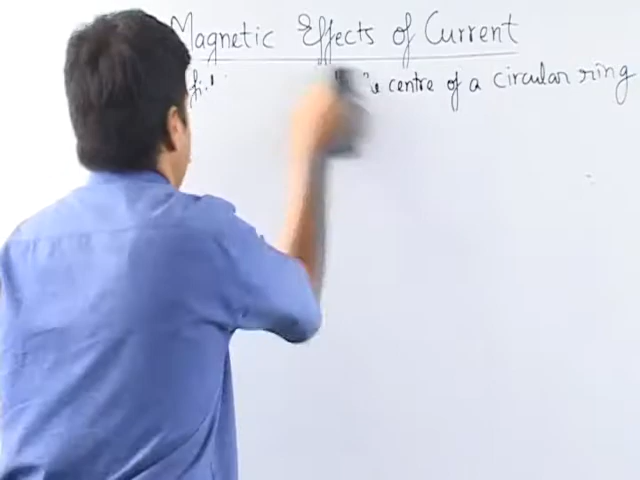 Magnetic Effects of Current
centre of a circular ring